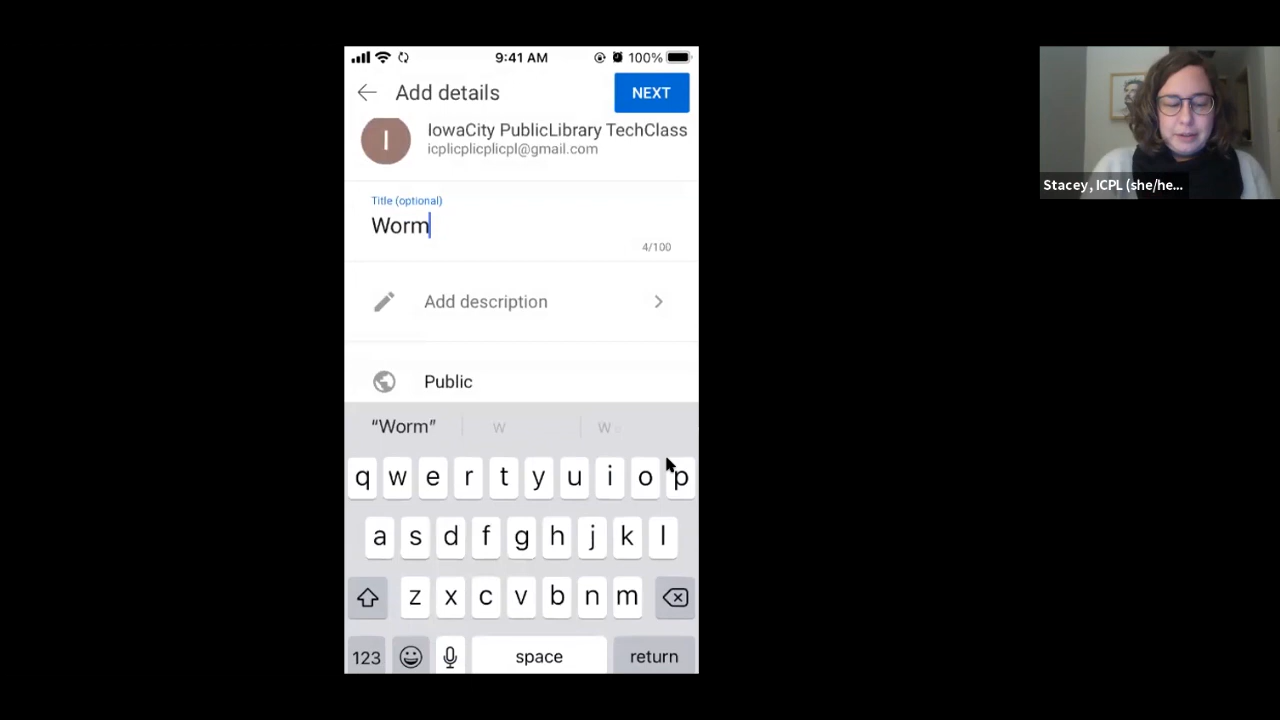 9:41 AM
100%
Add details
NEXT
I
IowaCity PublicLibrary TechClass
icplicplicplicpl@gmail.com
Title (optional)
Worm
4/100
Add description
Public
“Worm”
w
w
q w e r t y u i o p
a s d f g h j k l
z x c v b n m
123
space
return
Stacey, ICPL (she/he...